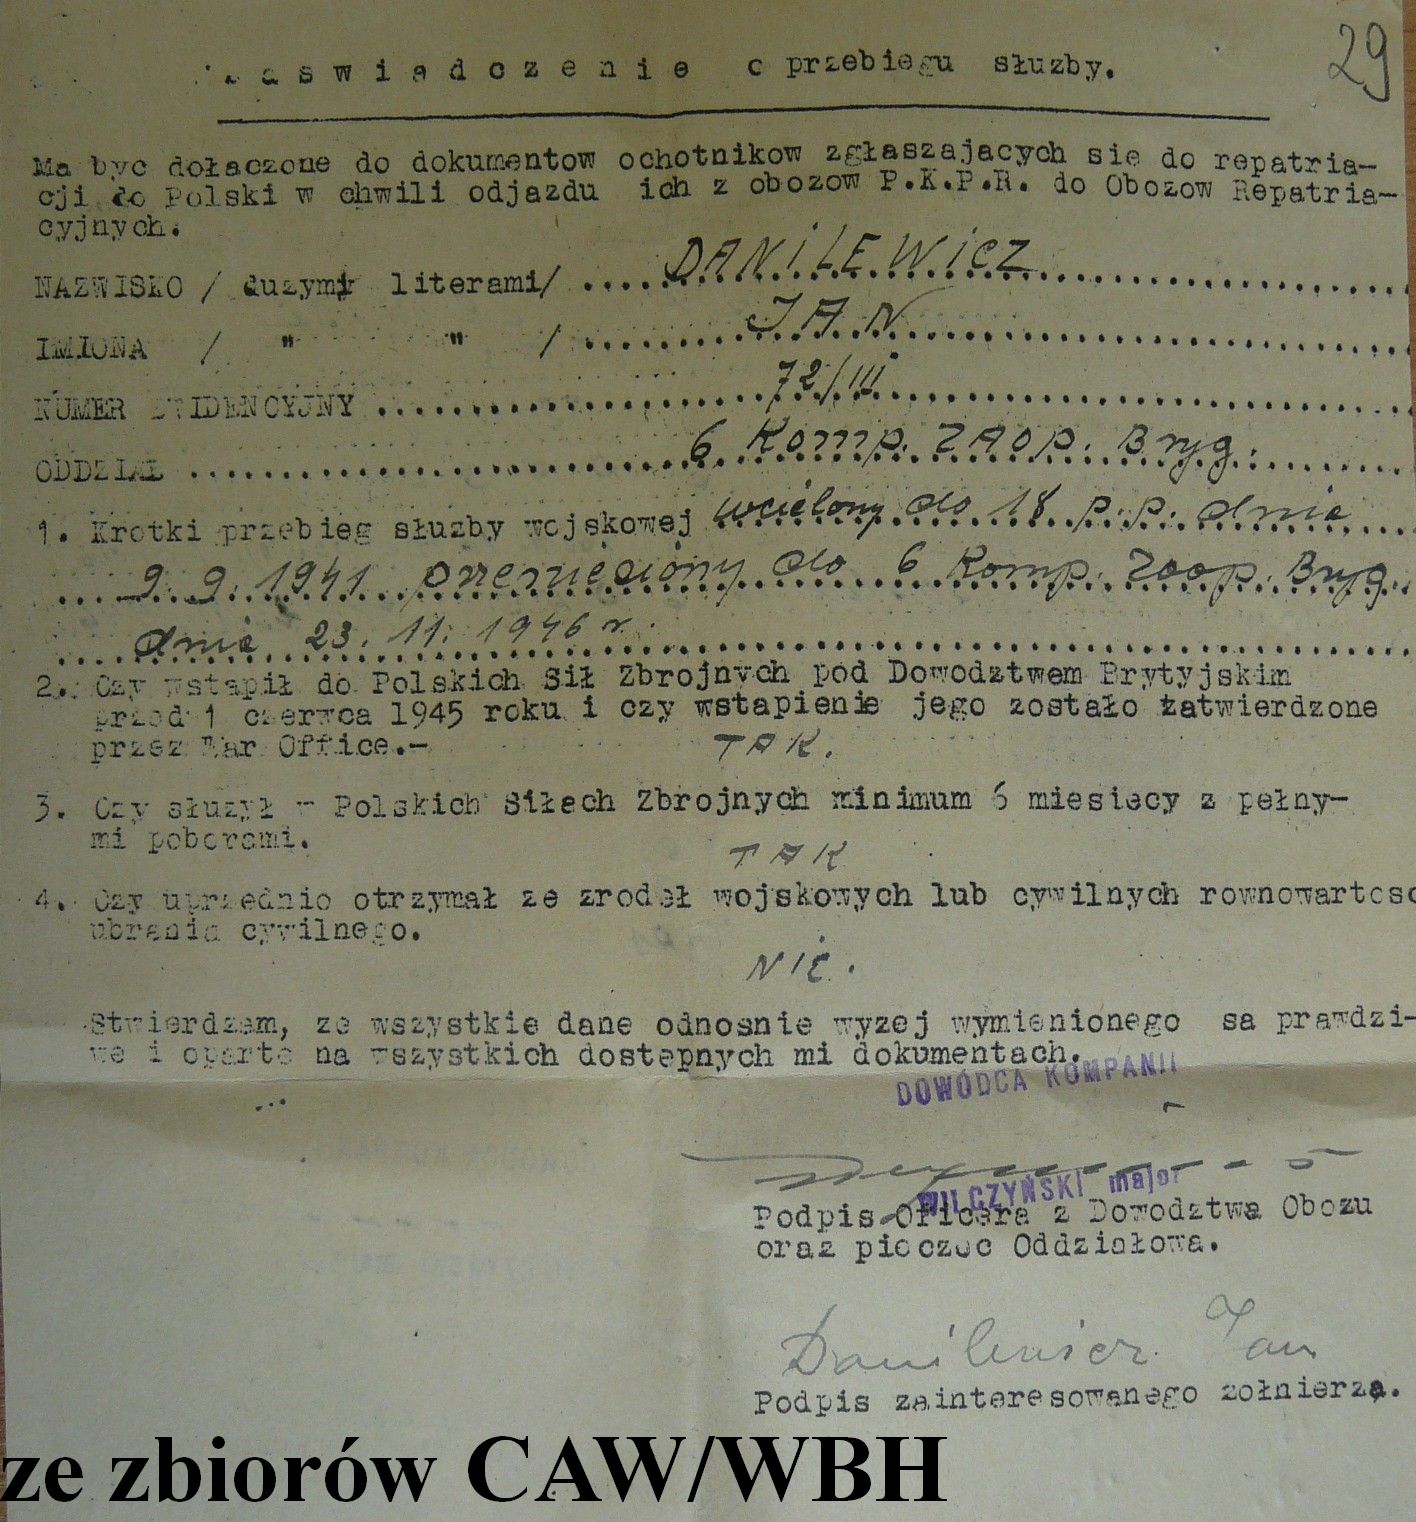 29
Zaswiadczenie o przebiegu słuzby.
Ma byc dołaczone do dokumentow ochotnikow zgłaszajacych sie do repatria-
cji do Polski w chwili odjazdu ich z obozow P.K.P.R. do Obozow Repatria-
cyjnych.
NAZWISKO / duzymi literami/ ....DANILEWICZ....
IMIONA / " " / ....JAN....
NUMER EWIDENCYJNY ....72/III....
ODDZIAŁ ....6 Komp. ZAOP. Bryg.....
1. Krotki przebieg słuzby wojskowej wcielony do 18 p.p. dnia
9.9.1941 przeniesiony do 6 Komp. Zaop. Bryg.
dnia 23.11.1946 r.
2. Czy wstapił do Polskich Sił Zbrojnych pod Dowodztwem Brytyjskim
przed 1 czerwca 1945 roku i czy wstapienie jego zostało zatwierdzone
przez War Office.-
TAK.
3. Czy słuzył w Polskich Siłach Zbrojnych minimum 6 miesiecy z pełny-
mi poborami.
TAK
4. Czy uprzednio otrzymał ze zrodeł wojskowych lub cywilnych rownowartosc
ubrania cywilnego.
NIE.
Stwierdzam, ze wszystkie dane odnosnie wyzej wymienionego sa prawdzi-
we i oparte na wszystkich dostepnych mi dokumentach.
DOWÓDCA KOMPANII
WILCZYŃSKI major
Podpis Oficera z Dowodztwa Obozu
oraz pieczec Oddziałowa.
Danilewicz Jan
Podpis zainteresowanego zołnierza.
ze zbiorów CAW/WBH